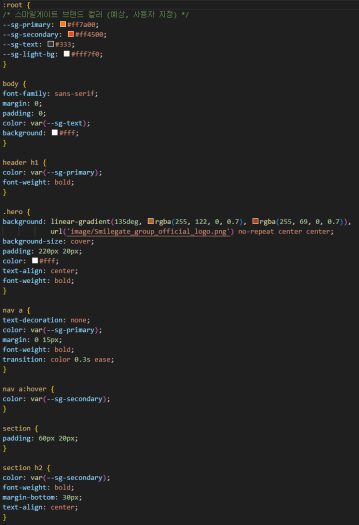 :root {
/* 스마일게이트 브랜드 컬러 (예상, 사용자 지정) */
--sg-primary: #ff7a00;
--sg-secondary: #ff4500;
--sg-text: #333;
--sg-light-bg: #fff7f0;
}
body {
font-family: sans-serif;
margin: 0;
padding: 0;
color: var(--sg-text);
background: #fff;
}
header h1 {
color: var(--sg-primary);
font-weight: bold;
}
.hero {
background: linear-gradient(135deg, rgba(255, 122, 0, 0.7), rgba(255, 69, 0, 0.7)),
url('image/Smilegate_group_official_logo.png') no-repeat center center;
background-size: cover;
padding: 220px 20px;
color: #fff;
text-align: center;
font-weight: bold;
}
nav a {
text-decoration: none;
color: var(--sg-primary);
margin: 0 15px;
font-weight: bold;
transition: color 0.3s ease;
}
nav a:hover {
color: var(--sg-secondary);
}
section {
padding: 60px 20px;
}
section h2 {
color: var(--sg-secondary);
font-weight: bold;
margin-bottom: 30px;
text-align: center;
}